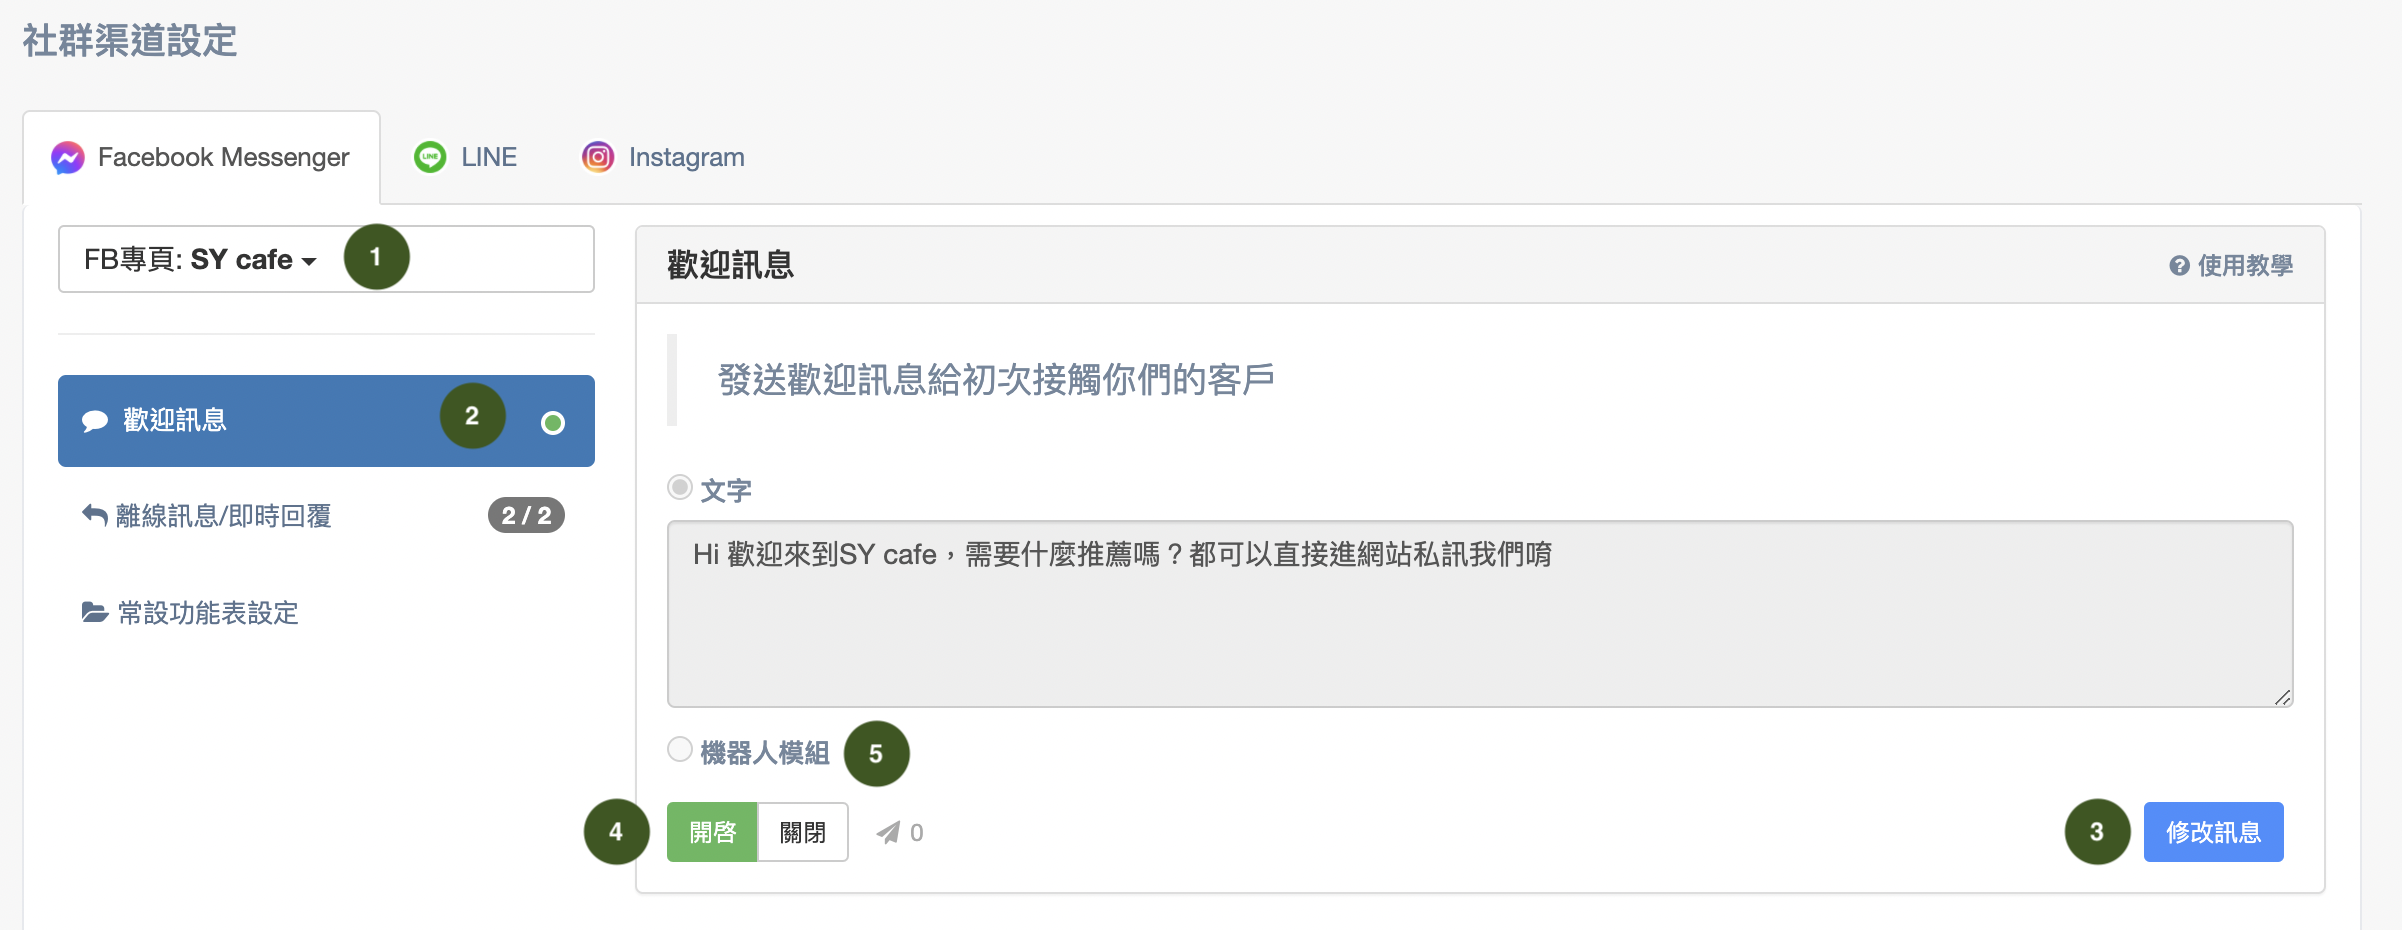 社群渠道設定
Facebook Messenger
LINE
Instagram
FB專頁: SY cafe
1
歡迎訊息
2
離線訊息/即時回覆
2 / 2
常設功能表設定
歡迎訊息
使用教學
發送歡迎訊息給初次接觸你們的客戶
文字
Hi 歡迎來到SY cafe，需要什麼推薦嗎？都可以直接進網站私訊我們唷
機器人模組
5
4
開啓
關閉
0
3
修改訊息